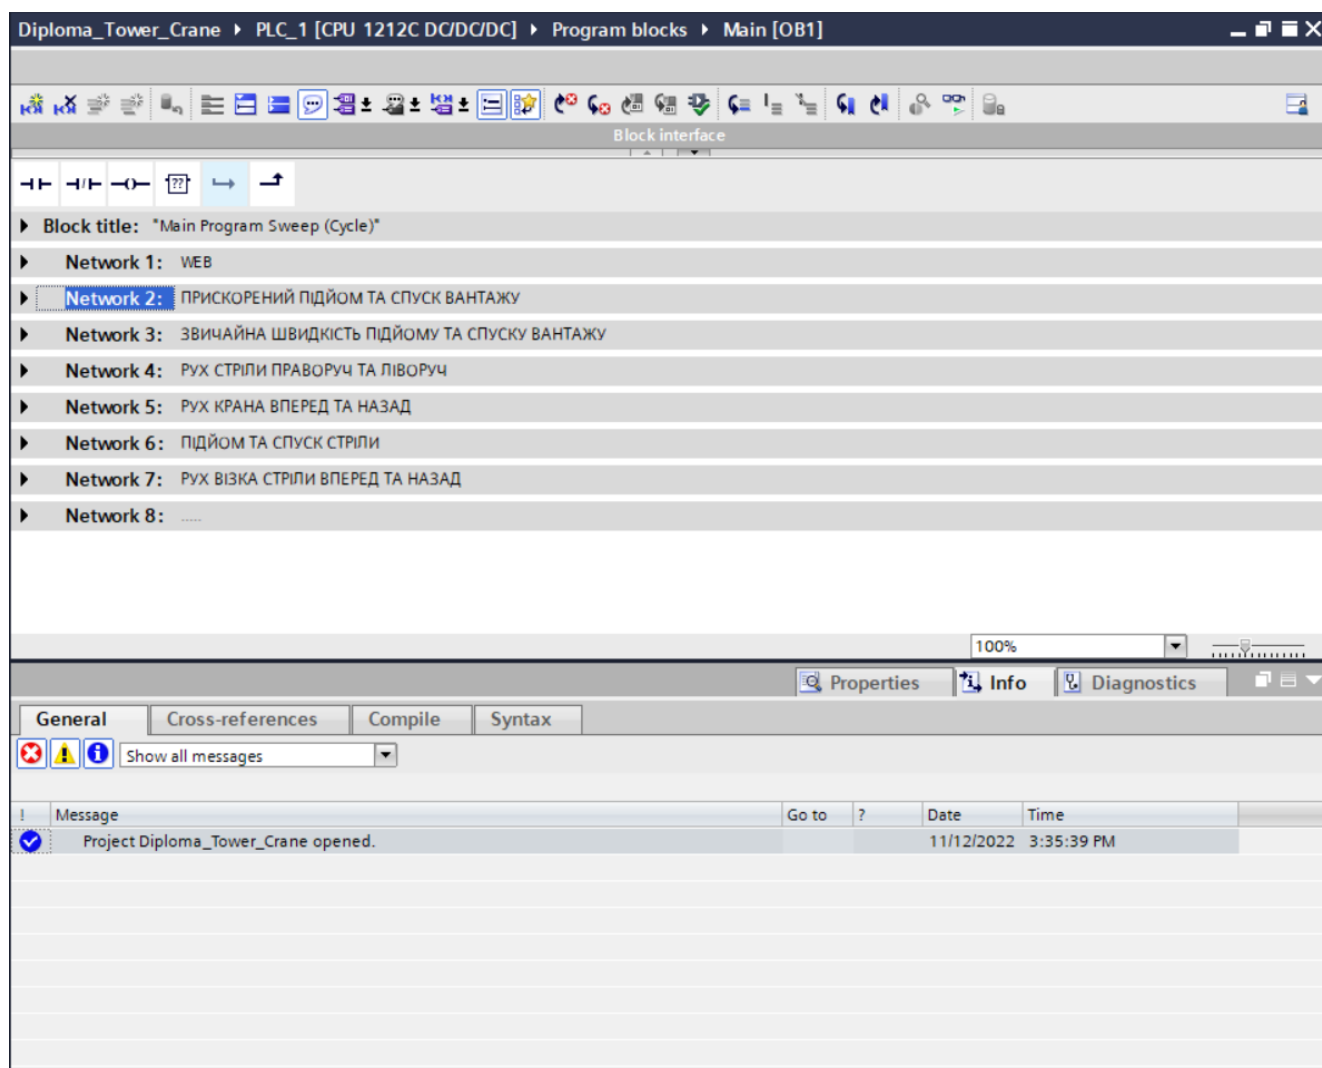 Diploma_Tower_Crane ▸ PLC_1 [CPU 1212C DC/DC/DC] ▸ Program blocks ▸ Main [OB1]
Block interface
??
Block title: "Main Program Sweep (Cycle)"
Network 1: WEB
Network 2: ПРИСКОРЕНИЙ ПІДЙОМ ТА СПУСК ВАНТАЖУ
Network 3: ЗВИЧАЙНА ШВИДКІСТЬ ПІДЙОМУ ТА СПУСКУ ВАНТАЖУ
Network 4: РУХ СТРІЛИ ПРАВОРУЧ ТА ЛІВОРУЧ
Network 5: РУХ КРАНА ВПЕРЕД ТА НАЗАД
Network 6: ПІДЙОМ ТА СПУСК СТРІЛИ
Network 7: РУХ ВІЗКА СТРІЛИ ВПЕРЕД ТА НАЗАД
Network 8: .....
100%
Properties Info Diagnostics
General Cross-references Compile Syntax
Show all messages
! Message Go to ? Date Time
Project Diploma_Tower_Crane opened. 11/12/2022 3:35:39 PM